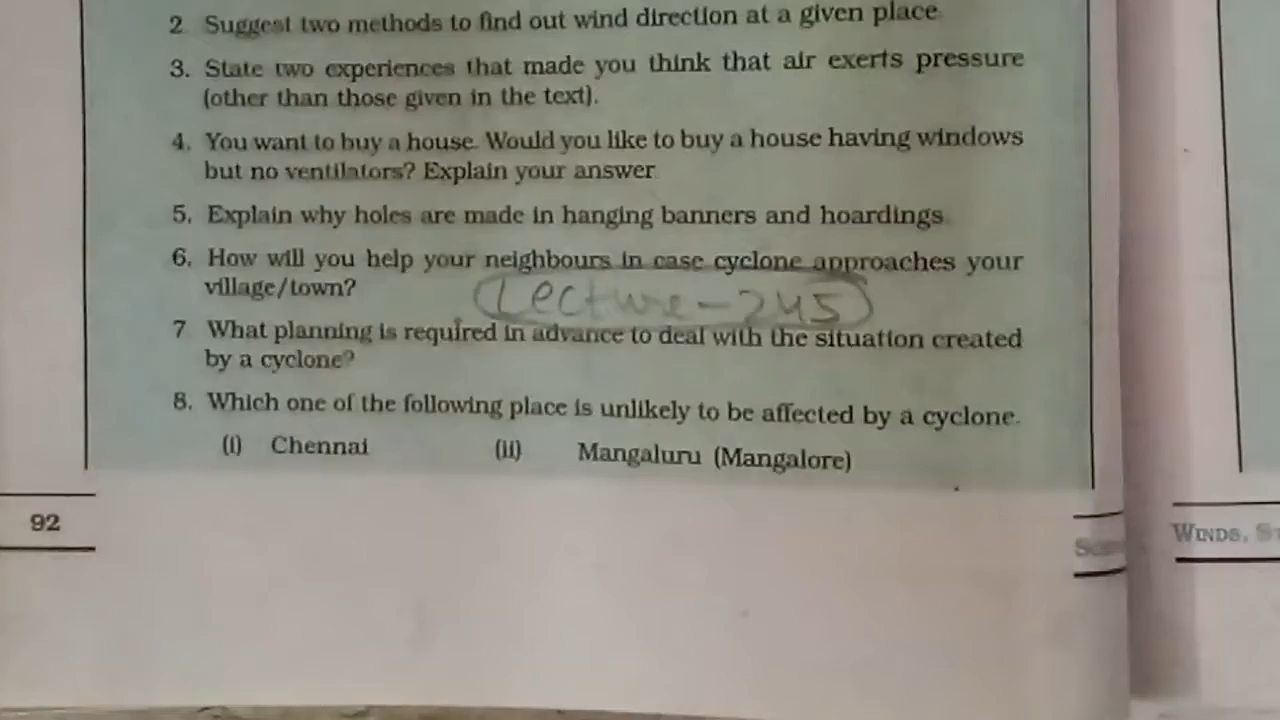 2. Suggest two methods to find out wind direction at a given place.
3. State two experiences that made you think that air exerts pressure
(other than those given in the text).
4. You want to buy a house. Would you like to buy a house having windows
but no ventilators? Explain your answer.
5. Explain why holes are made in hanging banners and hoardings.
6. How will you help your neighbours in case cyclone approaches your
village/town?
(Lecture-245)
7 What planning is required in advance to deal with the situation created
by a cyclone?
8. Which one of the following place is unlikely to be affected by a cyclone.
(i) Chennai (ii) Mangaluru (Mangalore)
92
WINDS,